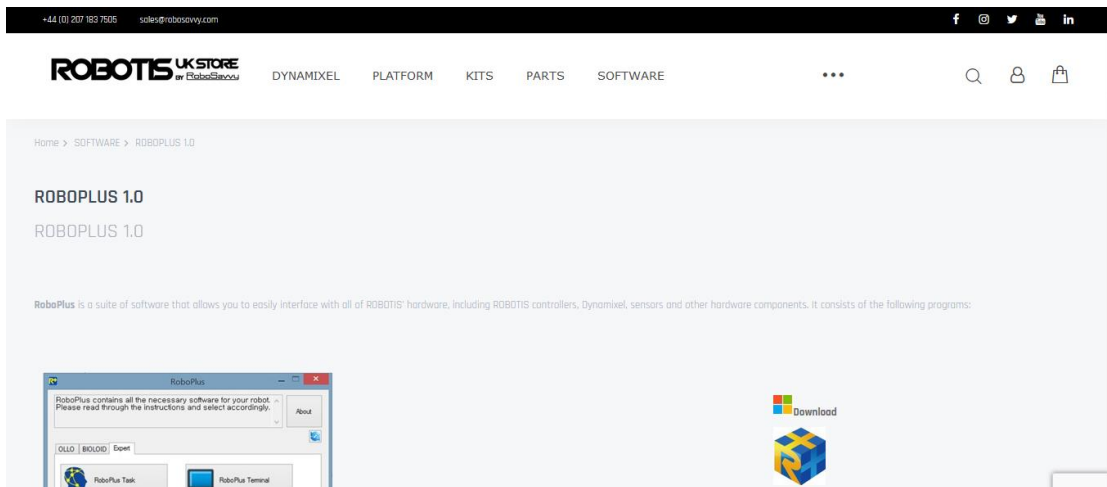 +44 (0) 207 183 7505 sales@robosavvy.com
ROBOTIS UK STORE BY RoboSavvy
DYNAMIXEL PLATFORM KITS PARTS SOFTWARE
Home > SOFTWARE > ROBOPLUS 1.0
ROBOPLUS 1.0
ROBOPLUS 1.0
RoboPlus is a suite of software that allows you to easily interface with all of ROBOTIS' hardware, including ROBOTIS controllers, Dynamixel, sensors and other hardware components. It consists of the following programs:
RoboPlus
RoboPlus contains all the necessary software for your robot.
Please read through the instructions and select accordingly.
About
OLLO BIOLOID Expert
RoboPlus Task RoboPlus Terminal
Download